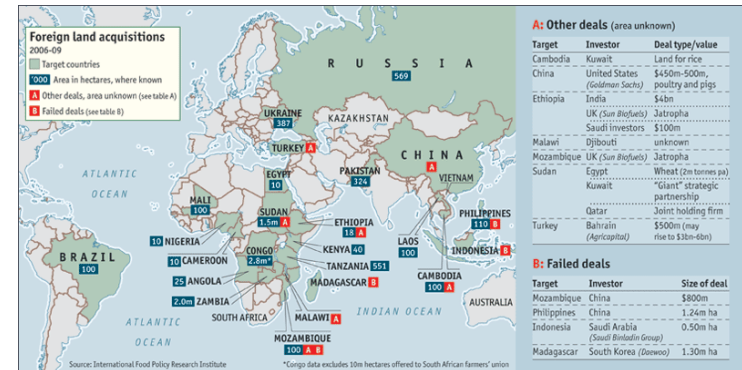 Foreign land acquisitions
2006-09
Target countries
'000 Area in hectares, where known
A Other deals, area unknown (see table A)
B Failed deals (see table B)
RUSSIA
569
UKRAINE
387
KAZAKHSTAN
TURKEY A
CHINA
A
ATLANTIC
OCEAN
EGYPT
10
PAKISTAN
324
VIETNAM
MALI
100
SUDAN
1.5m A
ETHIOPIA
18 A
PHILIPPINES
110 B
10 NIGERIA
KENYA 40
LAOS
100
INDONESIA B
BRAZIL
100
10 CAMEROON
CONGO
2.8m*
TANZANIA 551
CAMBODIA
100 A
25 ANGOLA
MADAGASCAR B
2.0m ZAMBIA
INDIAN OCEAN
AUSTRALIA
SOUTH AFRICA
MALAWI A
ATLANTIC
OCEAN
MOZAMBIQUE
100 A B
Source: International Food Policy Research Institute
*Congo data excludes 10m hectares offered to South African farmers' union
A: Other deals (area unknown)
Target Investor Deal type/value
Cambodia Kuwait Land for rice
China United States $450m-500m,
(Goldman Sachs) poultry and pigs
Ethiopia India $4bn
UK (Sun Biofuels) Jatropha
Saudi investors $100m
Malawi Djibouti unknown
Mozambique UK (Sun Biofuels) Jatropha
Sudan Egypt Wheat (2m tonnes pa)
Kuwait "Giant" strategic
partnership
Qatar Joint holding firm
Turkey Bahrain $500m (may
(Agricapital) rise to $3bn-6bn)
B: Failed deals
Target Investor Size of deal
Mozambique China $800m
Philippines China 1.24m ha
Indonesia Saudi Arabia 0.50m ha
(Saudi Binladin Group)
Madagascar South Korea (Daewoo) 1.30m ha